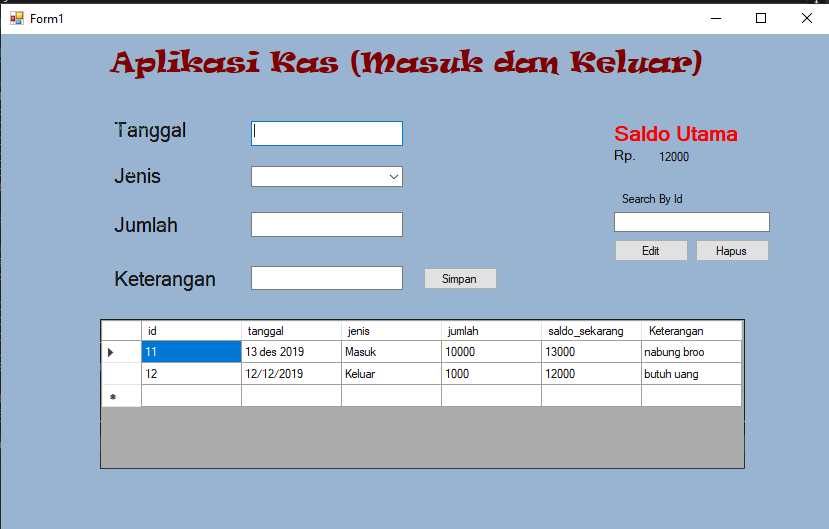 Form1
Aplikasi Kas (Masuk dan Keluar)
Tanggal
Saldo Utama
Rp. 12000
Jenis
Search By Id
Jumlah
Edit Hapus
Keterangan
Simpan
id tanggal jenis jumlah saldo_sekarang Keterangan
11 13 des 2019 Masuk 10000 13000 nabung broo
12 12/12/2019 Keluar 1000 12000 butuh uang